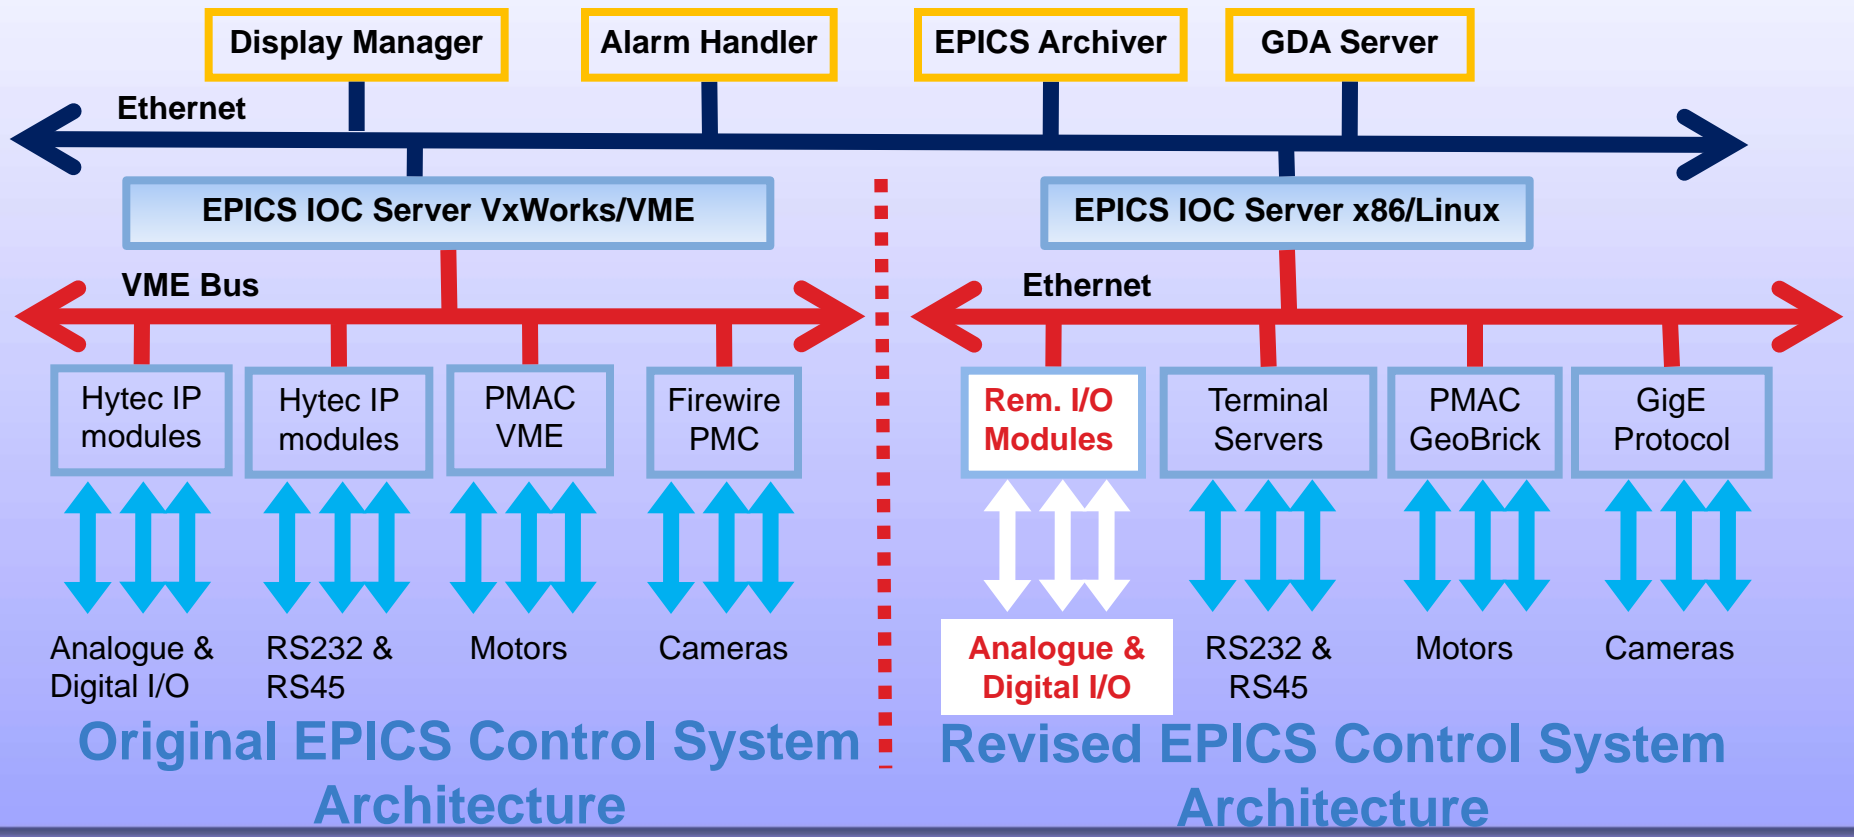 Display Manager
Alarm Handler
EPICS Archiver
GDA Server
Ethernet
EPICS IOC Server VxWorks/VME
EPICS IOC Server x86/Linux
VME Bus
Ethernet
Hytec IP
modules
Hytec IP
modules
PMAC
VME
Firewire
PMC
Rem. I/O
Modules
Terminal
Servers
PMAC
GeoBrick
GigE
Protocol
Analogue &
Digital I/O
RS232 &
RS45
Motors
Cameras
Analogue &
Digital I/O
RS232 &
RS45
Motors
Cameras
Original EPICS Control System
Architecture
Revised EPICS Control System
Architecture